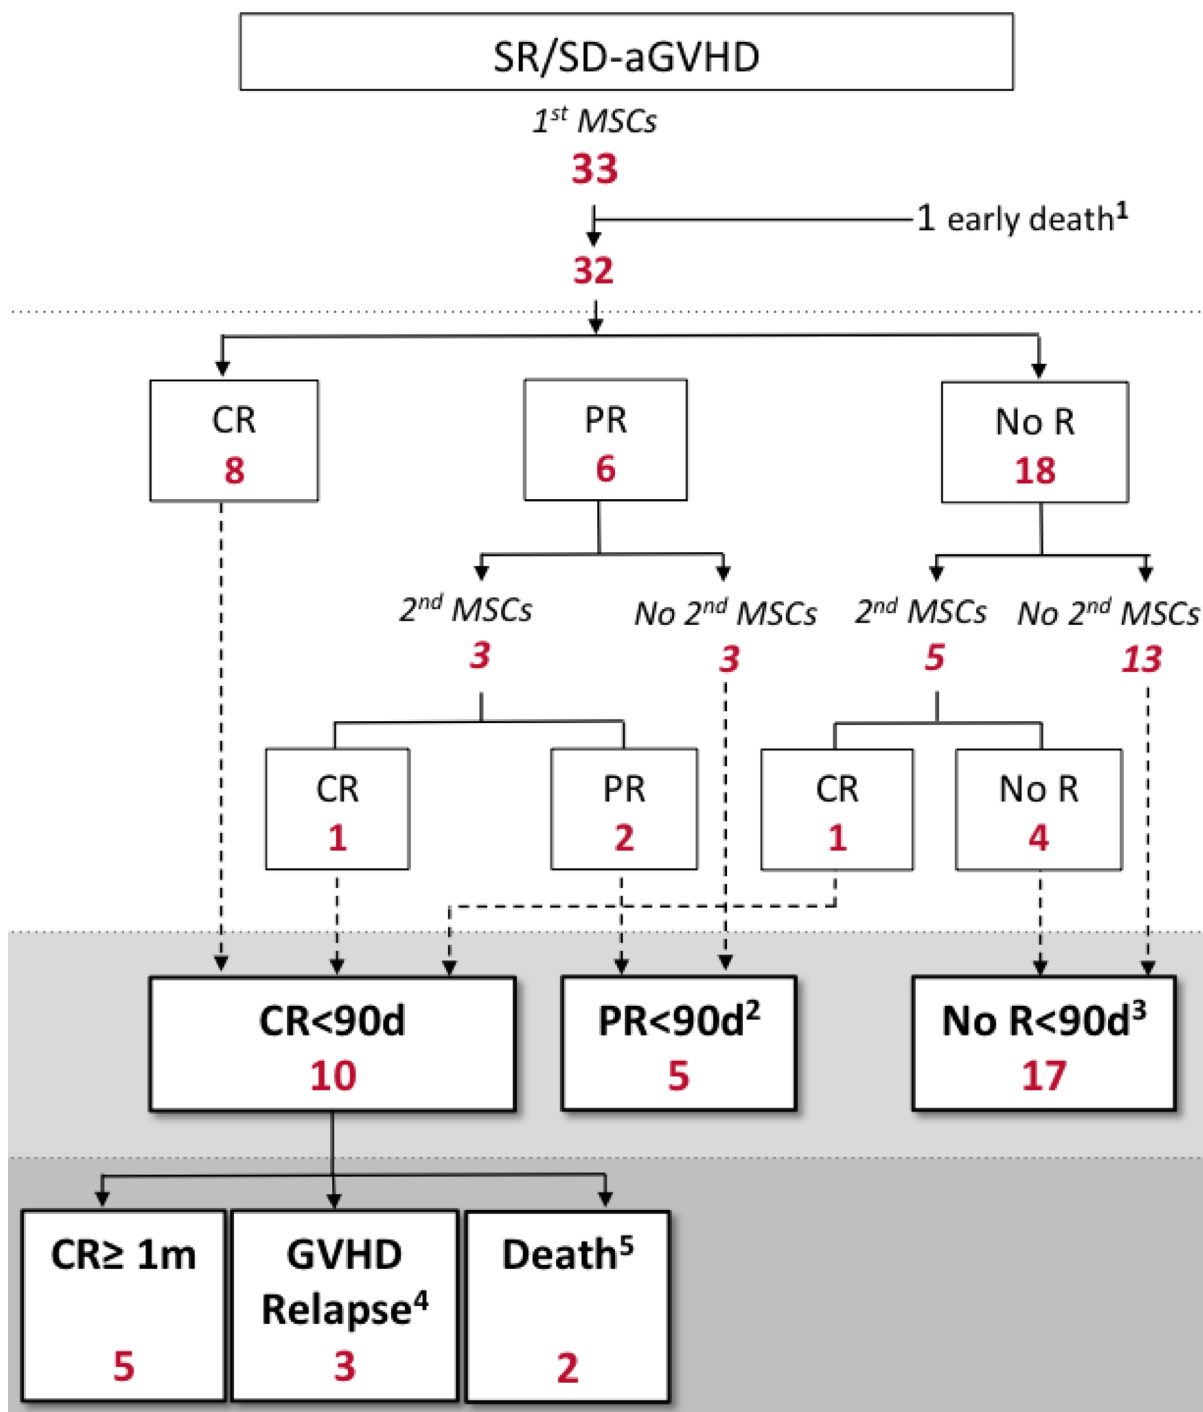 SR/SD-aGVHD
1st MSCs
33
1 early death1
32
CR
8
PR
6
No R
18
2nd MSCs
3
No 2nd MSCs
3
2nd MSCs
5
No 2nd MSCs
13
CR
1
PR
2
CR
1
No R
4
CR<90d
10
PR<90d2
5
No R<90d3
17
CR≥ 1m
5
GVHD
Relapse4
3
Death5
2